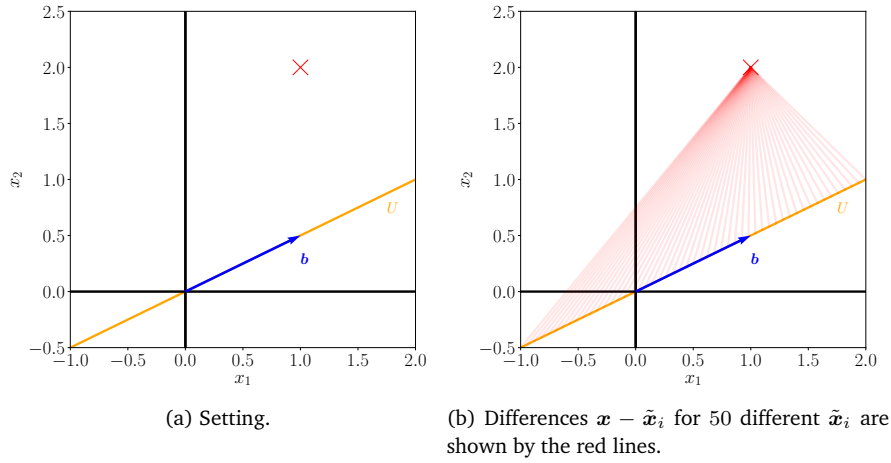 2.5
2.0
1.5
1.0
0.5
0.0
−0.5
x₂
−1.0 −0.5 0.0 0.5 1.0 1.5 2.0
x₁
U
b
(a) Setting.
2.5
2.0
1.5
1.0
0.5
0.0
−0.5
x₂
−1.0 −0.5 0.0 0.5 1.0 1.5 2.0
x₁
U
b
(b) Differences x − x̃ᵢ for 50 different x̃ᵢ are
shown by the red lines.